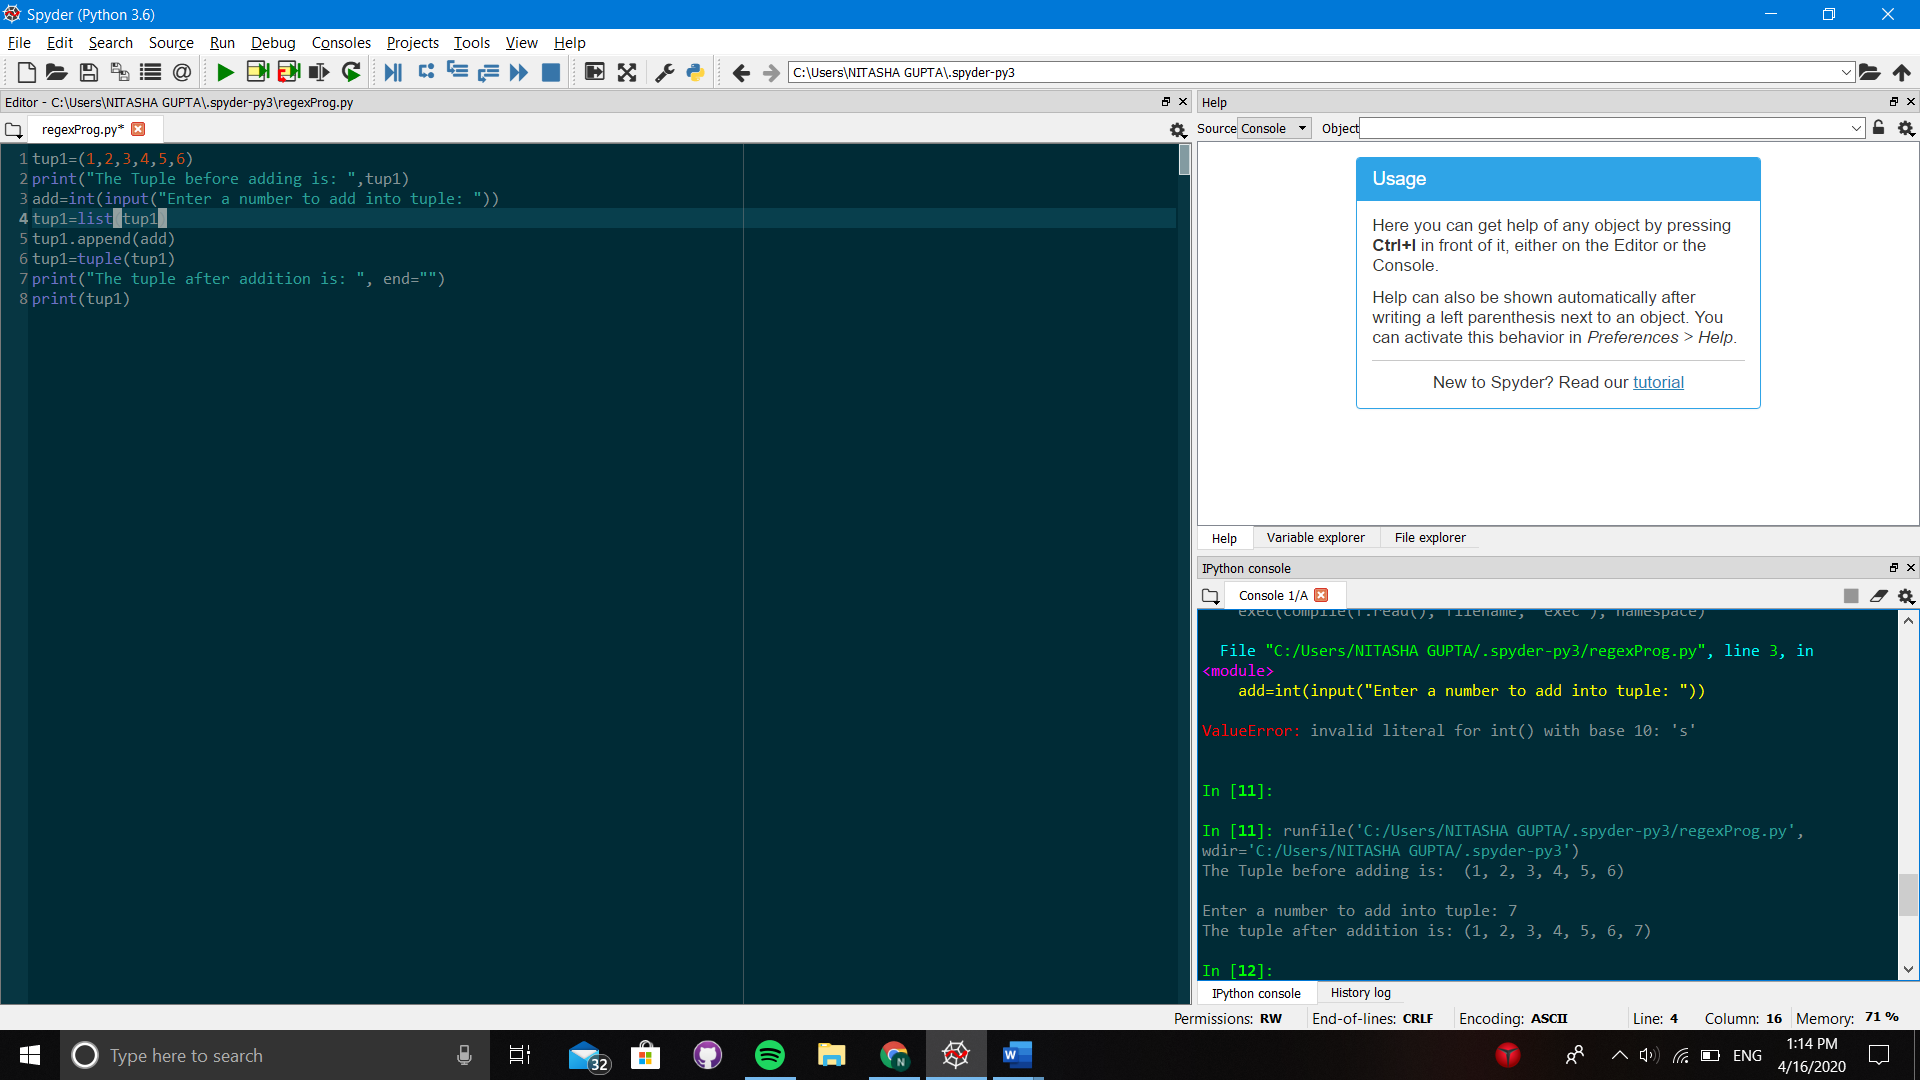 Spyder (Python 3.6)
File Edit Search Source Run Debug Consoles Projects Tools View Help
C:\Users\NITASHA GUPTA\.spyder-py3
Editor - C:\Users\NITASHA GUPTA\.spyder-py3\regexProg.py
regexProg.py*
1 tup1=(1,2,3,4,5,6)
2 print("The Tuple before adding is: ",tup1)
3 add=int(input("Enter a number to add into tuple: "))
4 tup1=list(tup1)
5 tup1.append(add)
6 tup1=tuple(tup1)
7 print("The tuple after addition is: ", end="")
8 print(tup1)
Help
Source Console Object
Usage
Here you can get help of any object by pressing
Ctrl+I in front of it, either on the Editor or the
Console.
Help can also be shown automatically after
writing a left parenthesis next to an object. You
can activate this behavior in Preferences > Help.
New to Spyder? Read our tutorial
Help Variable explorer File explorer
IPython console
Console 1/A
exec(compile(f.read(), filename, 'exec'), namespace)
File "C:/Users/NITASHA GUPTA/.spyder-py3/regexProg.py", line 3, in
<module>
add=int(input("Enter a number to add into tuple: "))
ValueError: invalid literal for int() with base 10: 's'
In [11]:
In [11]: runfile('C:/Users/NITASHA GUPTA/.spyder-py3/regexProg.py',
wdir='C:/Users/NITASHA GUPTA/.spyder-py3')
The Tuple before adding is:  (1, 2, 3, 4, 5, 6)
Enter a number to add into tuple: 7
The tuple after addition is: (1, 2, 3, 4, 5, 6, 7)
In [12]:
IPython console History log
Permissions: RW End-of-lines: CRLF Encoding: ASCII Line: 4 Column: 16 Memory: 71 %
Type here to search
32
N
W
ENG
1:14 PM
4/16/2020